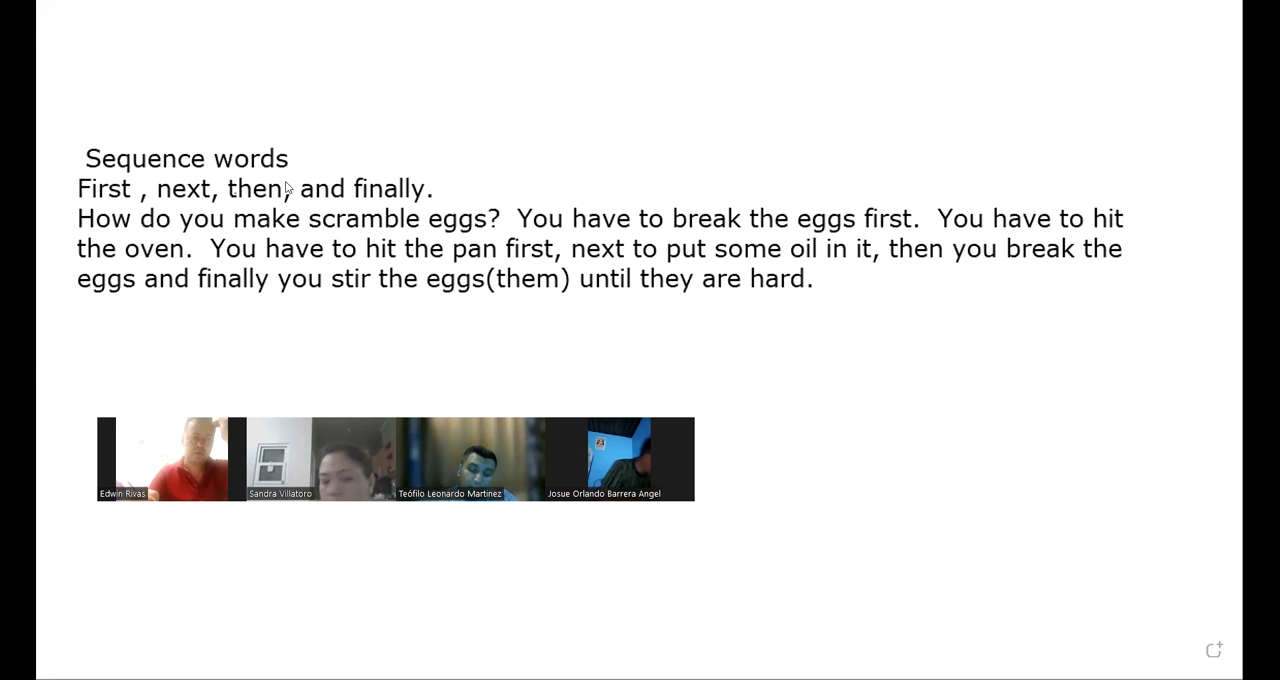 Sequence words
First , next, then, and finally.
How do you make scramble eggs?  You have to break the eggs first.  You have to hit
the oven.  You have to hit the pan first, next to put some oil in it, then you break the
eggs and finally you stir the eggs(them) until they are hard.
Edwin Rivas
Sandra Villatoro
Teófilo Leonardo Martinez
Josue Orlando Barrera Angel